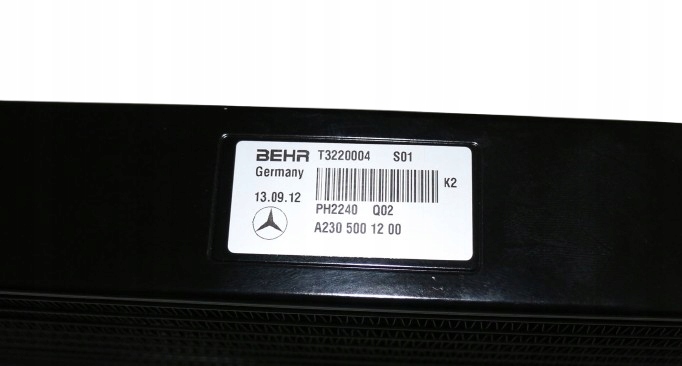 BEHR T3220004 S01
Germany
K2
13.09.12
PH2240 Q02
A230 500 12 00